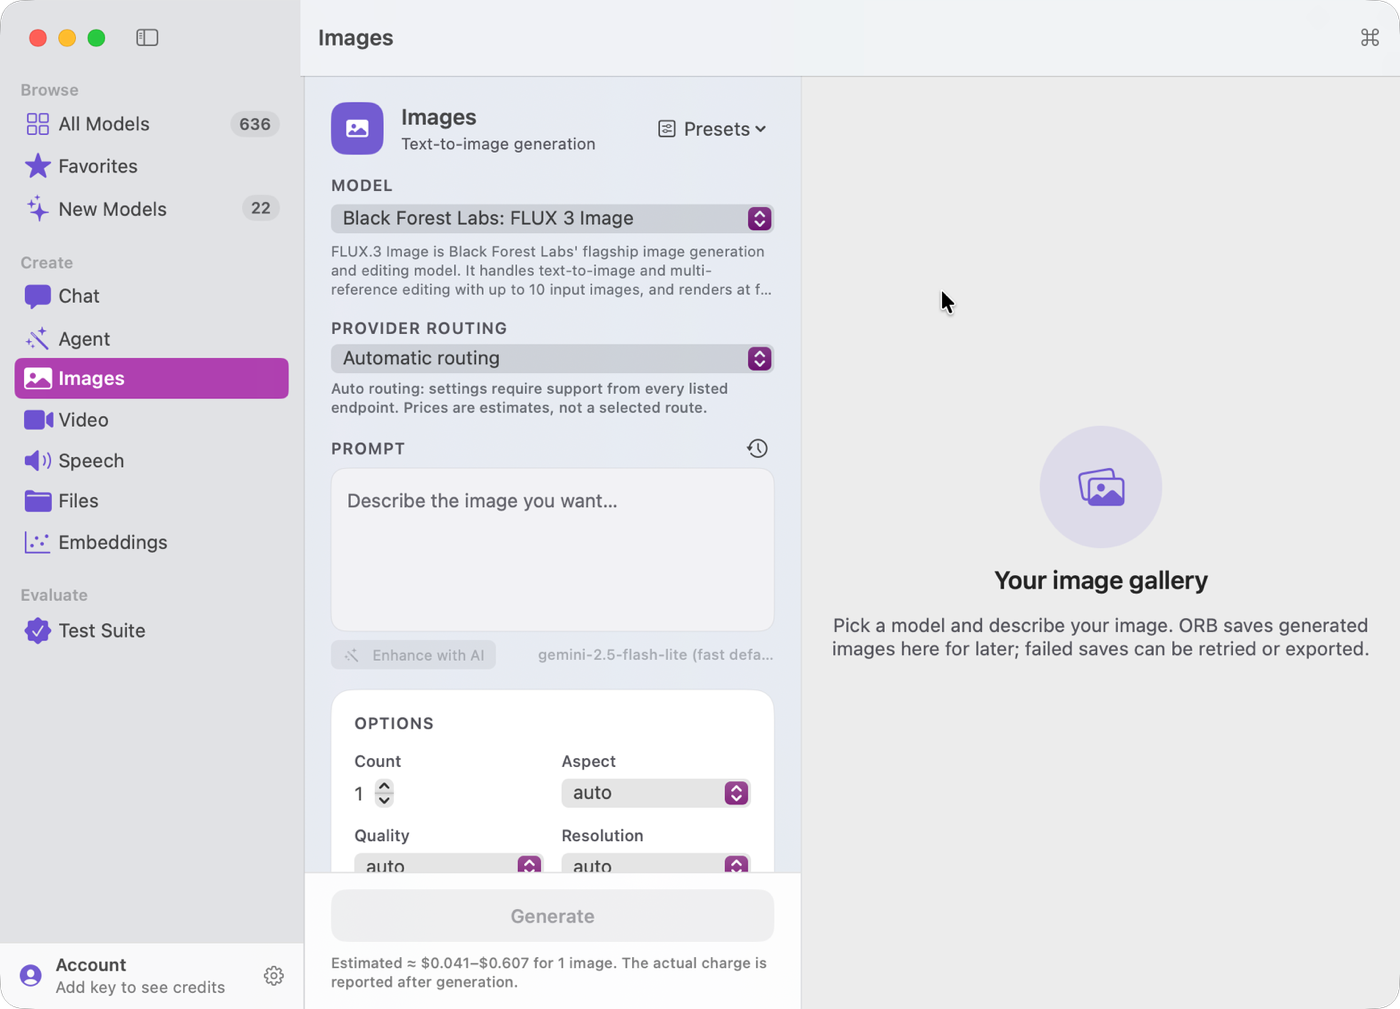 Images
Browse
All Models
636
Favorites
New Models
22
Create
Chat
Agent
Images
Video
Speech
Files
Embeddings
Evaluate
Test Suite
Account
Add key to see credits
Images
Text-to-image generation
Presets
MODEL
Black Forest Labs: FLUX 3 Image
FLUX.3 Image is Black Forest Labs' flagship image generation
and editing model. It handles text-to-image and multi-
reference editing with up to 10 input images, and renders at f...
PROVIDER ROUTING
Automatic routing
Auto routing: settings require support from every listed
endpoint. Prices are estimates, not a selected route.
PROMPT
Describe the image you want...
Enhance with AI
gemini-2.5-flash-lite (fast defa...
OPTIONS
Count
Aspect
1
auto
Quality
Resolution
auto
auto
Generate
Estimated ≈ $0.041–$0.607 for 1 image. The actual charge is
reported after generation.
Your image gallery
Pick a model and describe your image. ORB saves generated
images here for later; failed saves can be retried or exported.